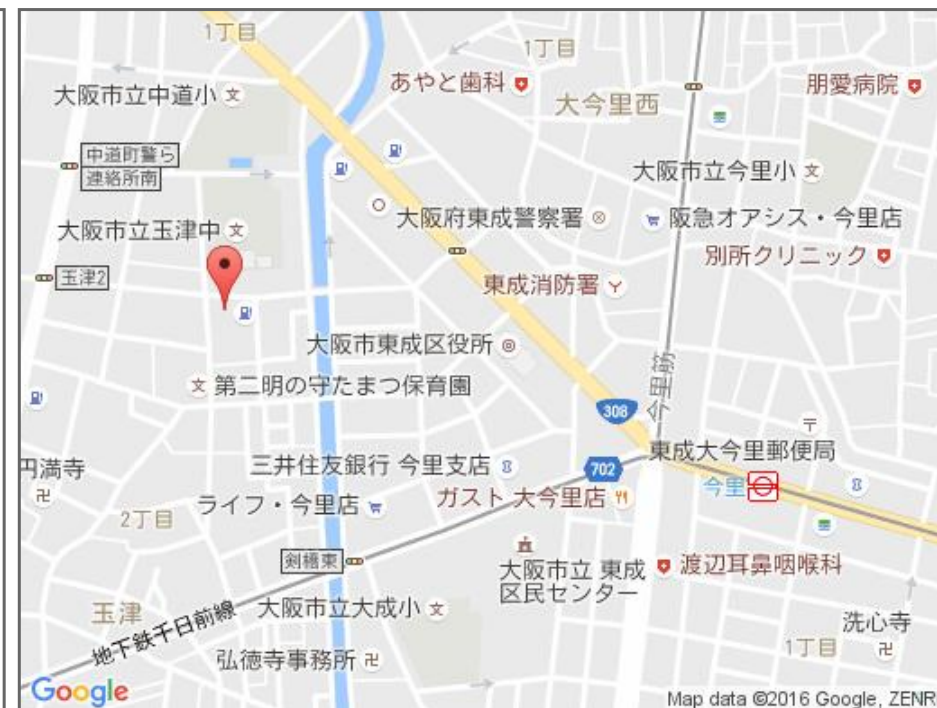 1丁目
1丁目
あやと歯科
朋愛病院
大阪市立中道小
大今里西
中道町警ら
連絡所南
大阪市立今里小
大阪市立玉津中
大阪府東成警察署
阪急オアシス・今里店
別所クリニック
玉津2
東成消防署
大阪市東成区役所
第二明の守たまつ保育園
今里筋
308
東成大今里郵便局
円満寺
三井住友銀行 今里支店
702
今里
ライフ・今里店
ガスト 大今里店
2丁目
剣橋東
大阪市立 東成
区民センター
渡辺耳鼻咽喉科
玉津
地下鉄千日前線
大阪市立大成小
洗心寺
1丁目
弘徳寺事務所
Google
Map data ©2016 Google, ZENR